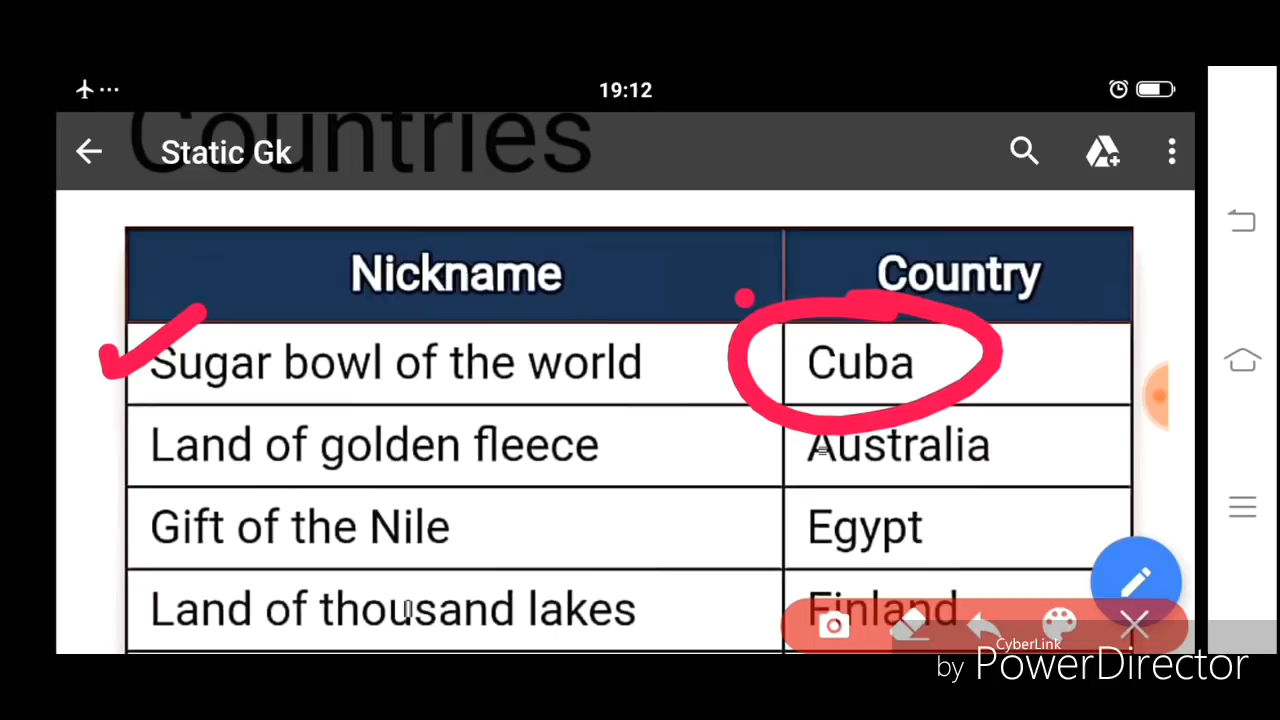 19:12
Countries
Static Gk
Nickname Country
Sugar bowl of the world Cuba
Land of golden fleece Australia
Gift of the Nile Egypt
Land of thousand lakes Finland
CyberLink
by PowerDirector